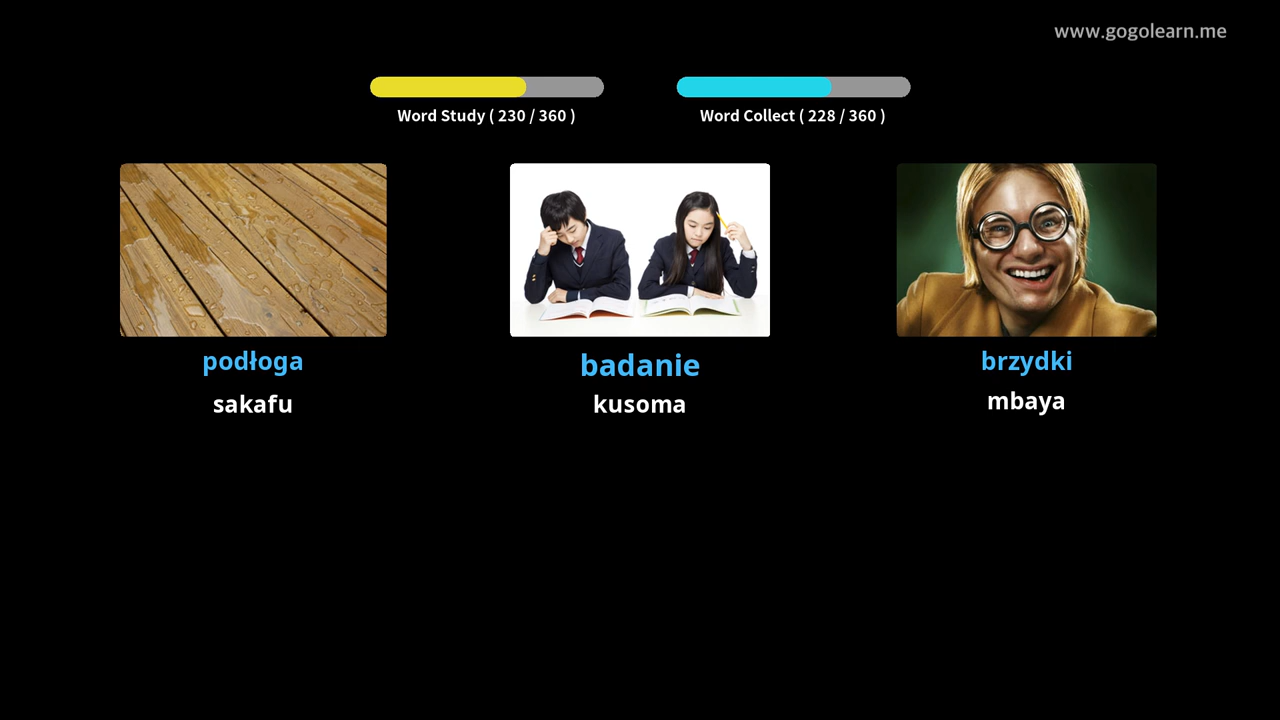 www.gogolearn.me
Word Study ( 230 / 360 )
Word Collect ( 228 / 360 )
podłoga
badanie
brzydki
sakafu
kusoma
mbaya